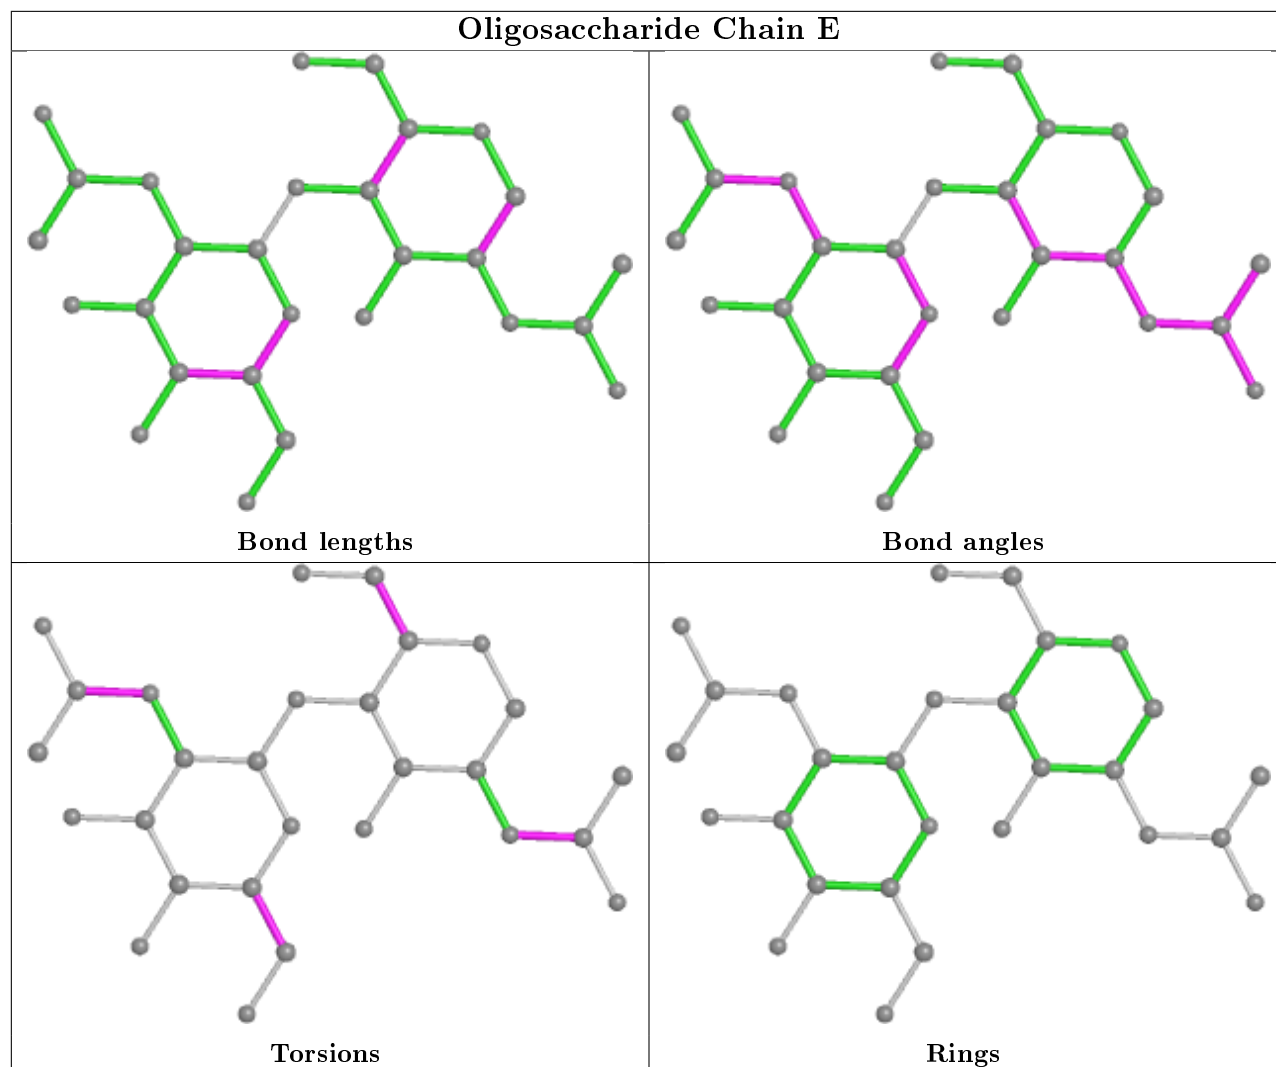 Oligosaccharide Chain E
Bond lengths
Bond angles
Torsions
Rings